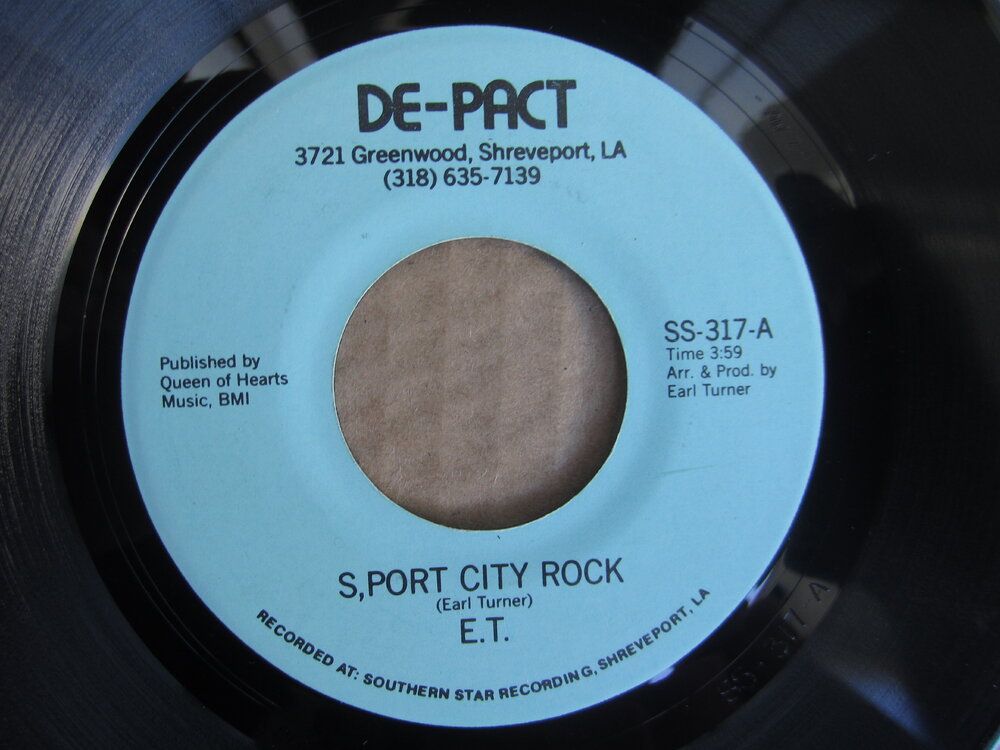 DE-PACT
3721 Greenwood, Shreveport, LA
(318) 635-7139
Published by
Queen of Hearts
Music, BMI
SS-317-A
Time 3:59
Arr. & Prod. by
Earl Turner
S,PORT CITY ROCK
(Earl Turner)
E.T.
RECORDED AT: SOUTHERN STAR RECORDING, SHREVEPORT, LA
SS-317 A